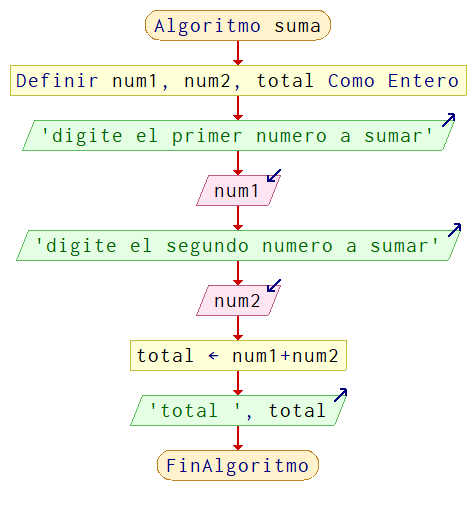 Algoritmo suma
Definir num1, num2, total Como Entero
'digite el primer numero a sumar'
num1
'digite el segundo numero a sumar'
num2
total ← num1+num2
'total ', total
FinAlgoritmo